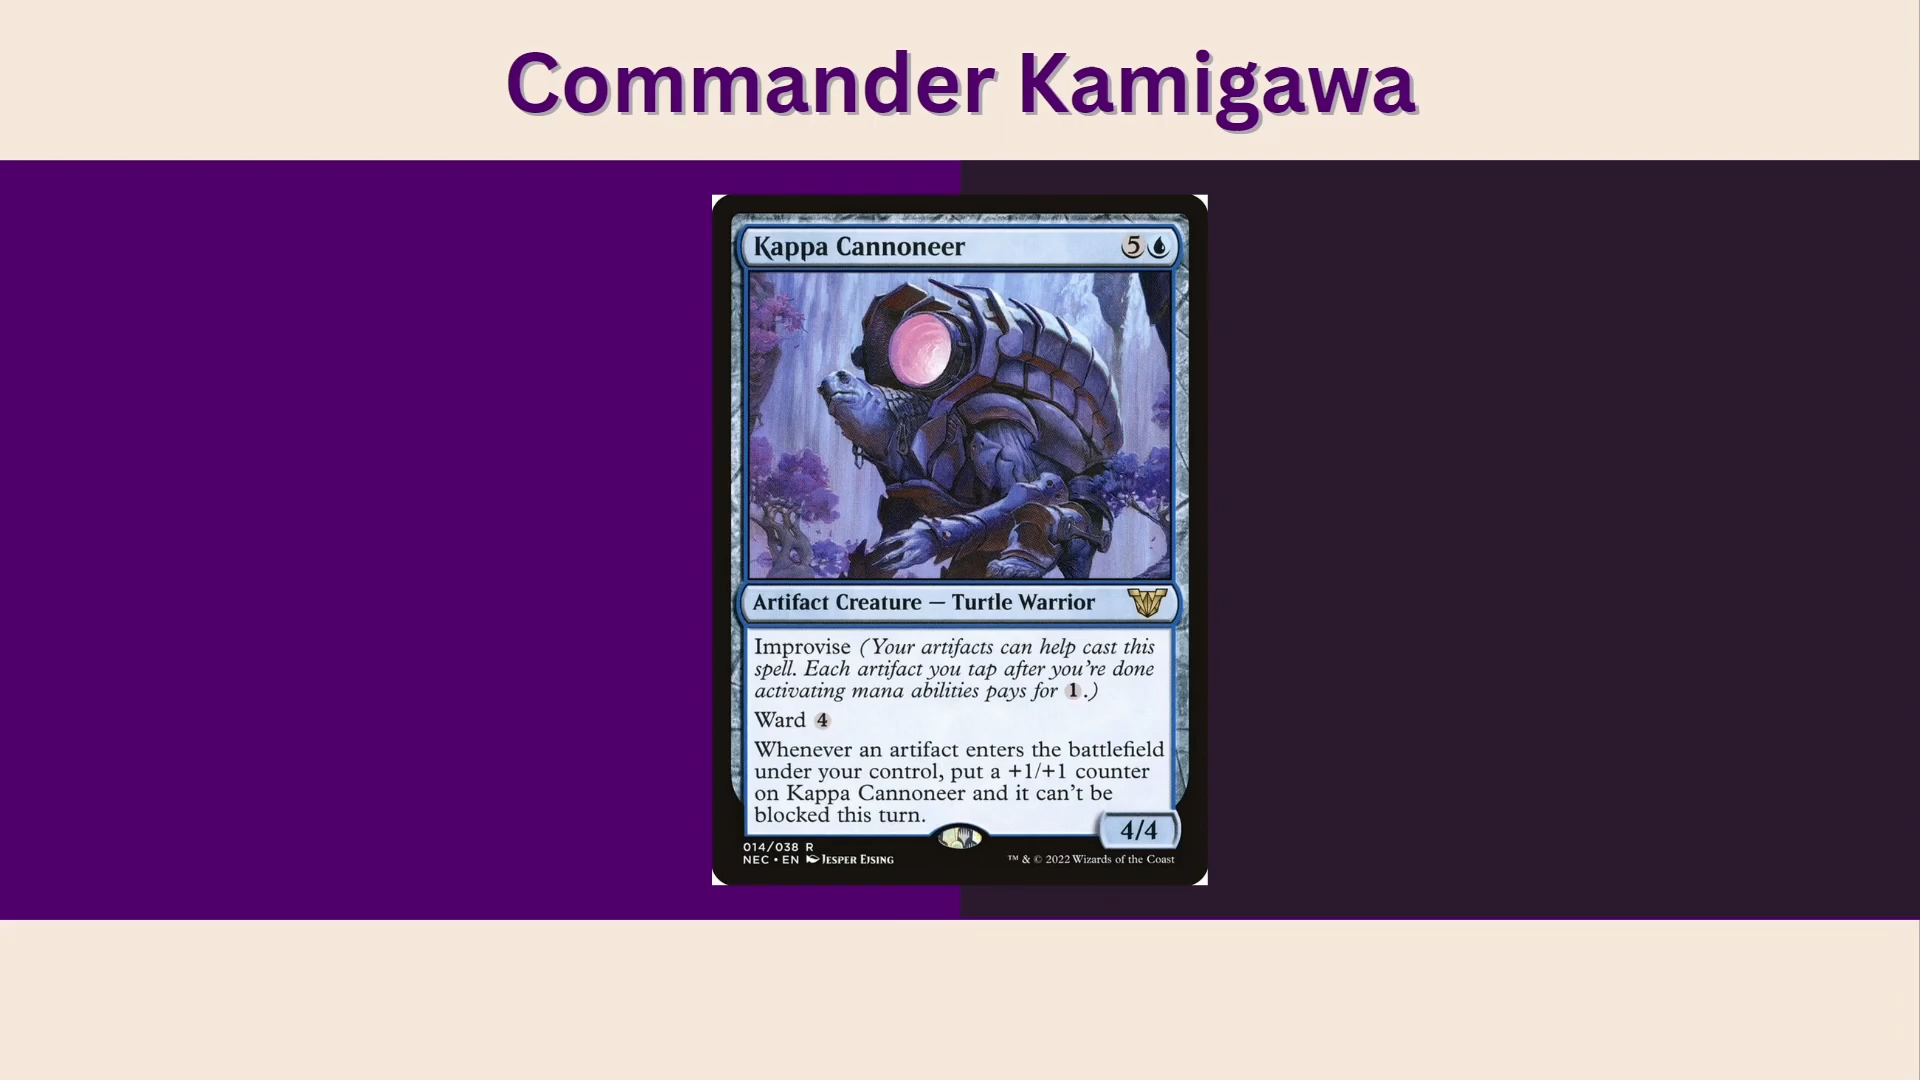 Commander Kamigawa
Kappa Cannoneer
5
Artifact Creature — Turtle Warrior
Improvise (Your artifacts can help cast this
spell. Each artifact you tap after you're done
activating mana abilities pays for 1.)
Ward 4
Whenever an artifact enters the battlefield
under your control, put a +1/+1 counter
on Kappa Cannoneer and it can't be
blocked this turn.
4/4
014/038 R
NEC • EN Jesper Ejsing
™ & © 2022 Wizards of the Coast